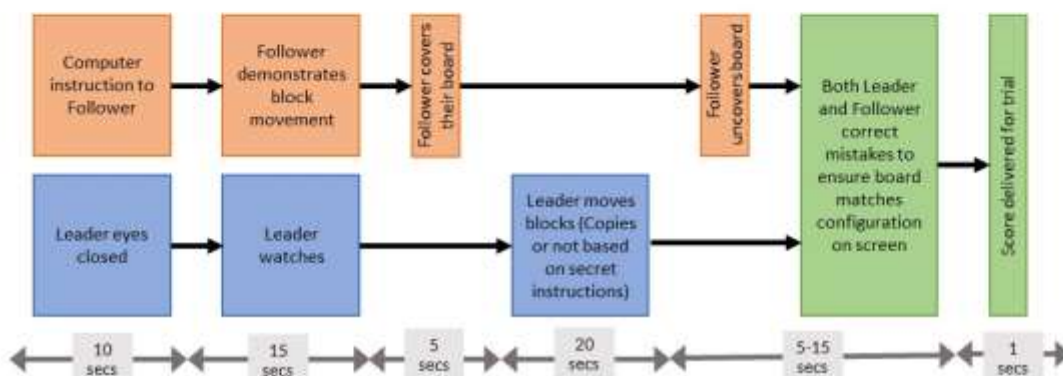 Computer
instruction to
Follower
Follower
demonstrates
block
movement
Follower covers
their board
Follower
uncovers board
Both Leader
and Follower
correct
mistakes to
ensure board
matches
configuration
on screen
Score delivered for trial
Leader eyes
closed
Leader
watches
Leader moves
blocks (Copies
or not based
on secret
instructions)
10
secs
15
secs
5
secs
20
secs
5-15
secs
1
secs